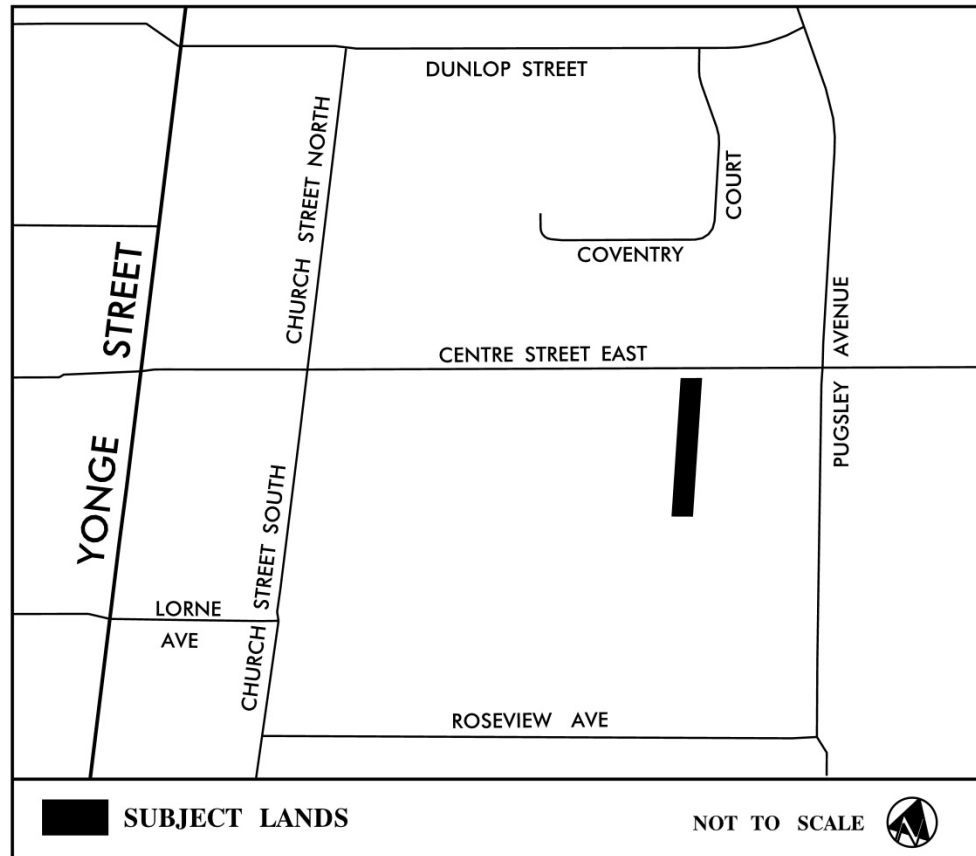 DUNLOP STREET
CHURCH STREET NORTH
COURT
COVENTRY
YONGE STREET
CENTRE STREET EAST
PUGSLEY AVENUE
CHURCH STREET SOUTH
LORNE
AVE
ROSEVIEW AVE
SUBJECT LANDS
NOT TO SCALE